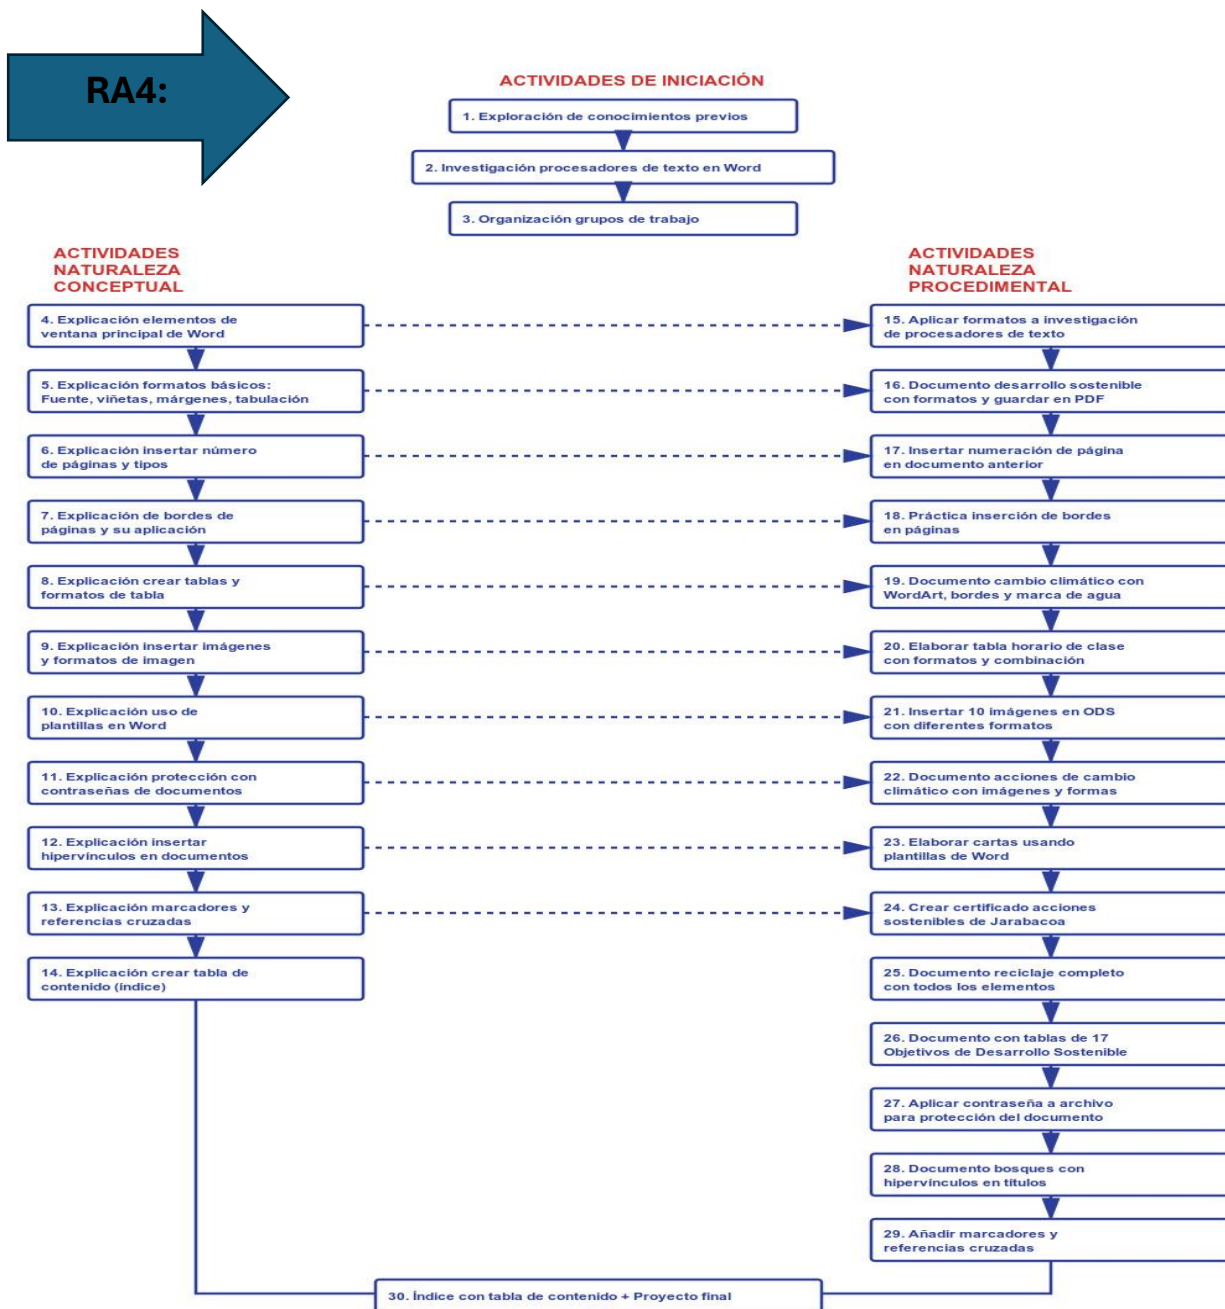 RA4:
ACTIVIDADES DE INICIACIÓN
1. Exploración de conocimientos previos
2. Investigación procesadores de texto en Word
3. Organización grupos de trabajo
ACTIVIDADES
NATURALEZA
CONCEPTUAL
4. Explicación elementos de
ventana principal de Word
5. Explicación formatos básicos:
Fuente, viñetas, márgenes, tabulación
6. Explicación insertar número
de páginas y tipos
7. Explicación de bordes de
páginas y su aplicación
8. Explicación crear tablas y
formatos de tabla
9. Explicación insertar imágenes
y formatos de imagen
10. Explicación uso de
plantillas en Word
11. Explicación protección con
contraseñas de documentos
12. Explicación insertar
hipervínculos en documentos
13. Explicación marcadores y
referencias cruzadas
14. Explicación crear tabla de
contenido (índice)
ACTIVIDADES
NATURALEZA
PROCEDIMENTAL
15. Aplicar formatos a investigación
de procesadores de texto
16. Documento desarrollo sostenible
con formatos y guardar en PDF
17. Insertar numeración de página
en documento anterior
18. Práctica inserción de bordes
en páginas
19. Documento cambio climático con
WordArt, bordes y marca de agua
20. Elaborar tabla horario de clase
con formatos y combinación
21. Insertar 10 imágenes en ODS
con diferentes formatos
22. Documento acciones de cambio
climático con imágenes y formas
23. Elaborar cartas usando
plantillas de Word
24. Crear certificado acciones
sostenibles de Jarabacoa
25. Documento reciclaje completo
con todos los elementos
26. Documento con tablas de 17
Objetivos de Desarrollo Sostenible
27. Aplicar contraseña a archivo
para protección del documento
28. Documento bosques con
hipervínculos en títulos
29. Añadir marcadores y
referencias cruzadas
30. Índice con tabla de contenido + Proyecto final